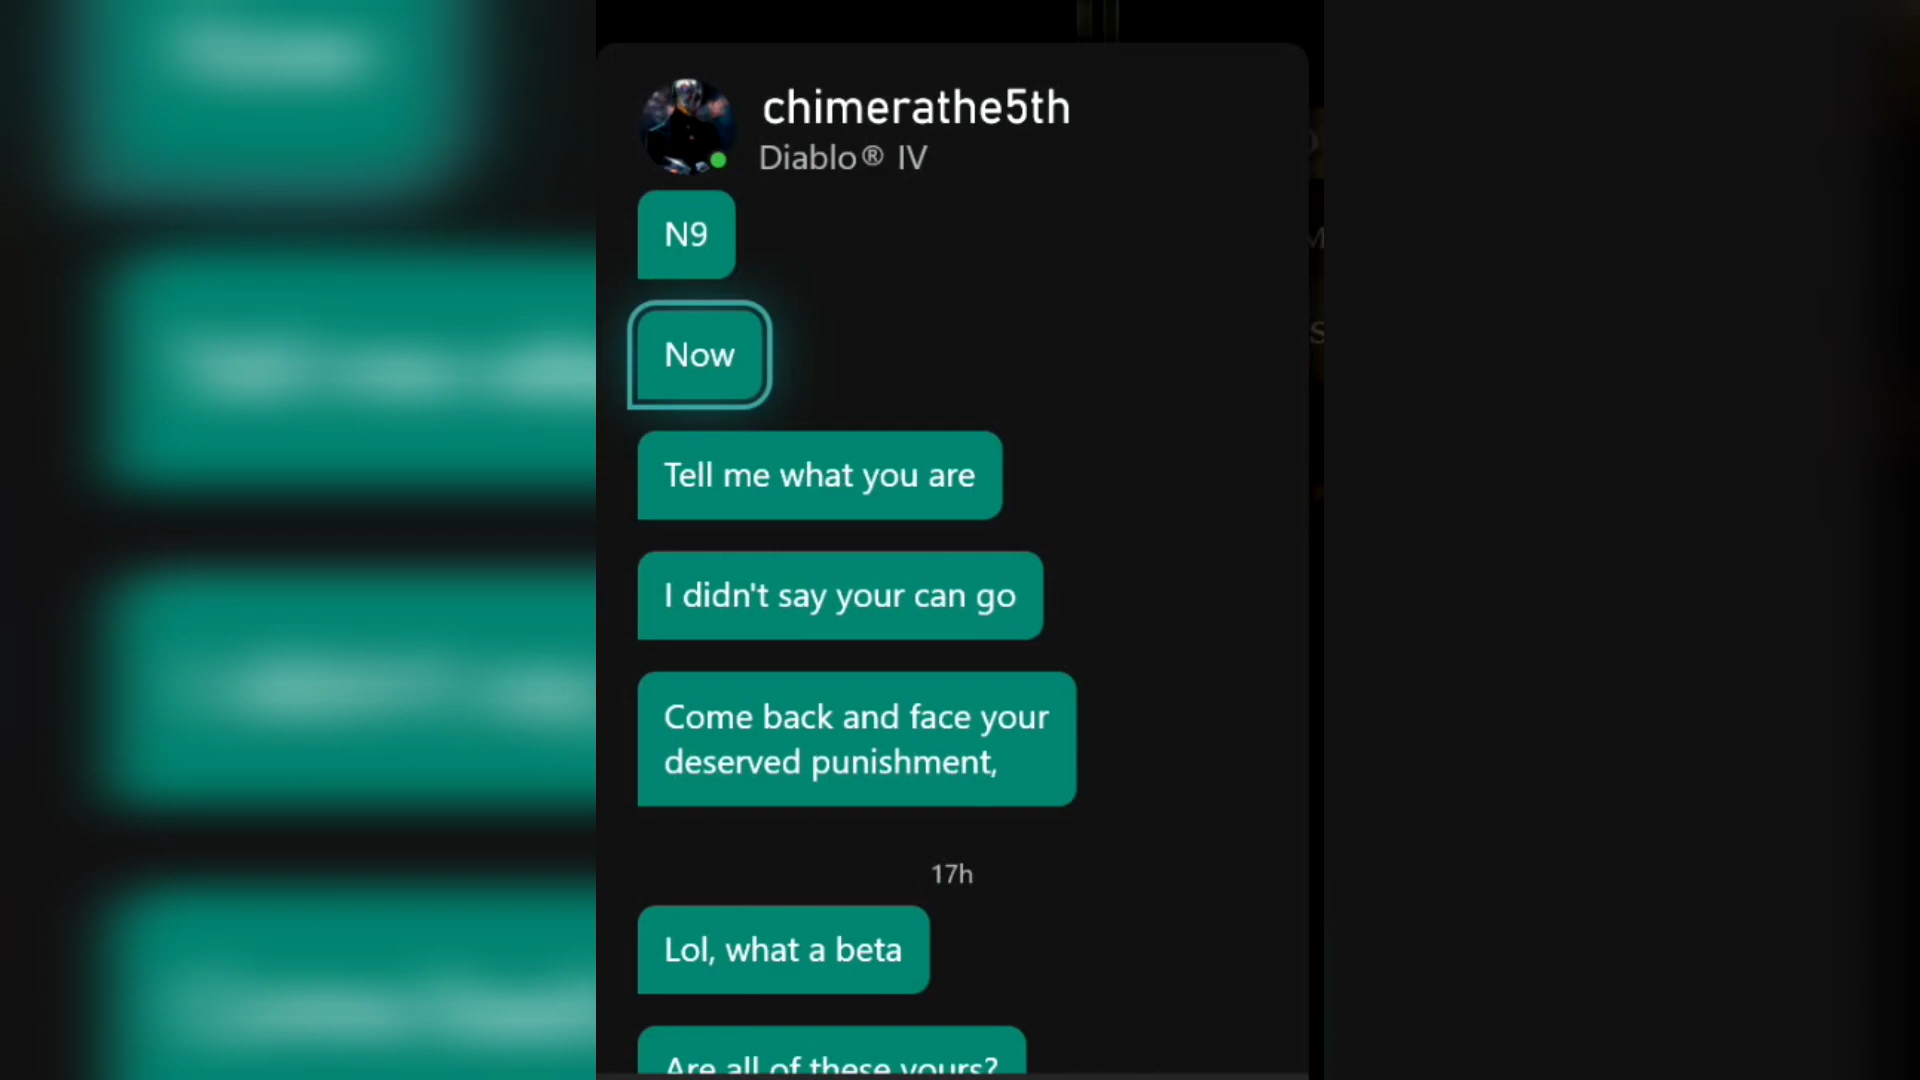 chimerathe5th
Diablo® IV
N9
Now
Tell me what you are
I didn't say your can go
Come back and face your
deserved punishment,
17h
Lol, what a beta
Are all of these yours?